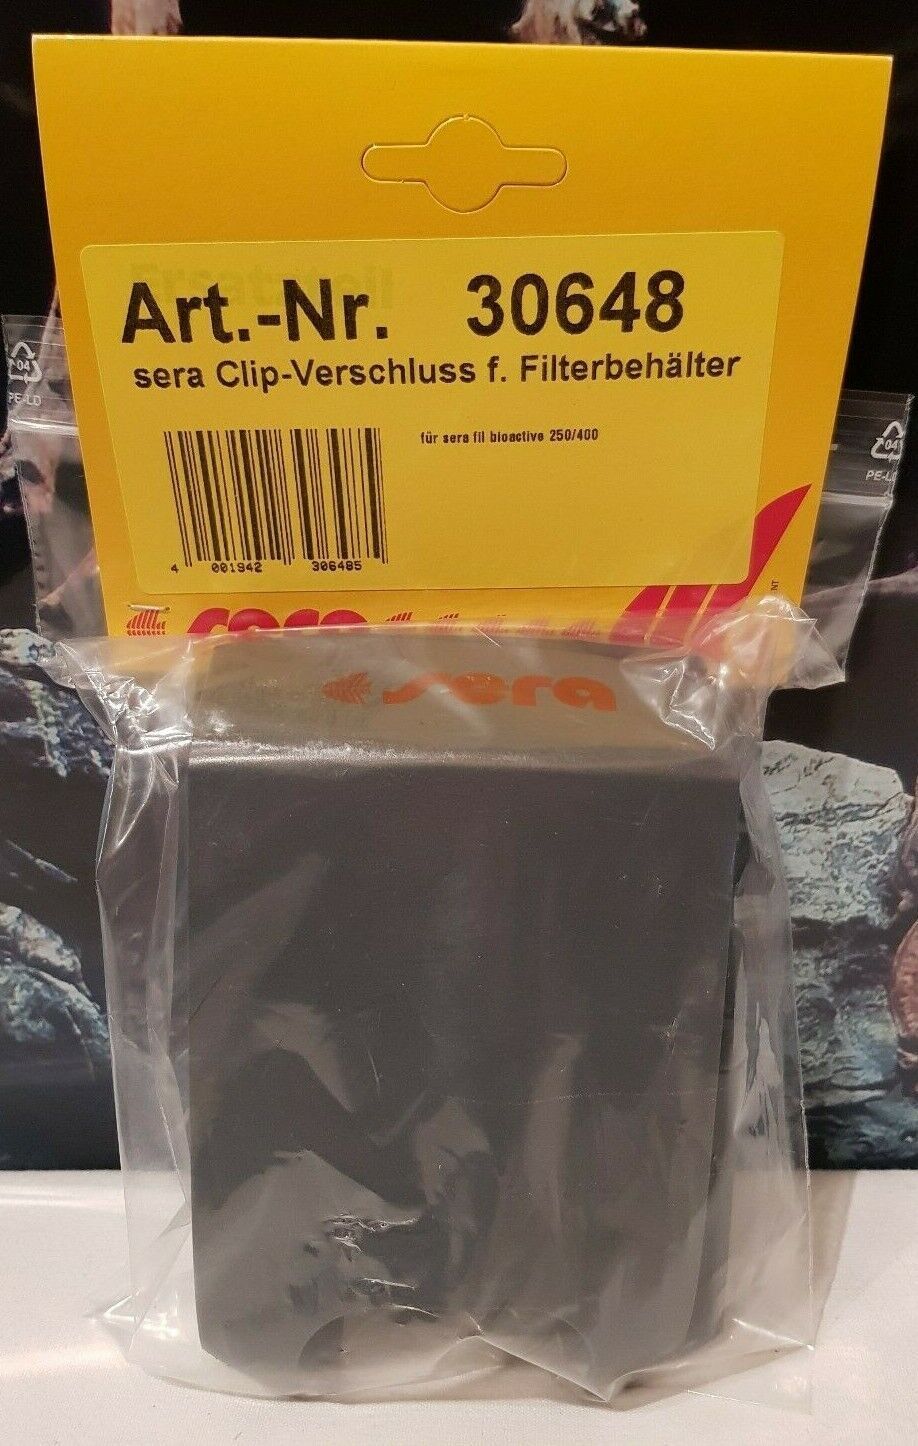 Ersatzteil
Art.-Nr. 30648
sera Clip-Verschluss f. Filterbehälter
für sera fil bioactive 250/400
4 001942 306485
04
PE-LD
04
PE-LD
sera
sera